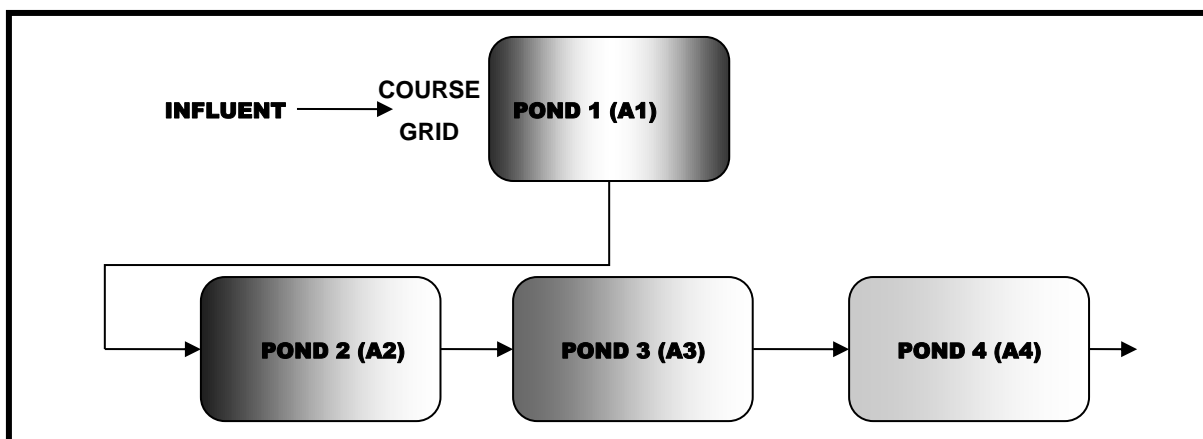 INFLUENT
COURSE
GRID
POND 1 (A1)
POND 2 (A2)
POND 3 (A3)
POND 4 (A4)